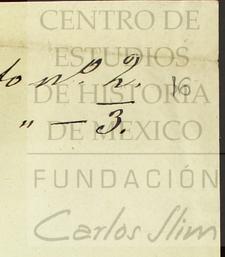 CENTRO DE
ESTUDIOS
to nº. 2. 16
DE HISTORIA
" — 3.
DE MEXICO
FUNDACIÓN
Carlos Slim